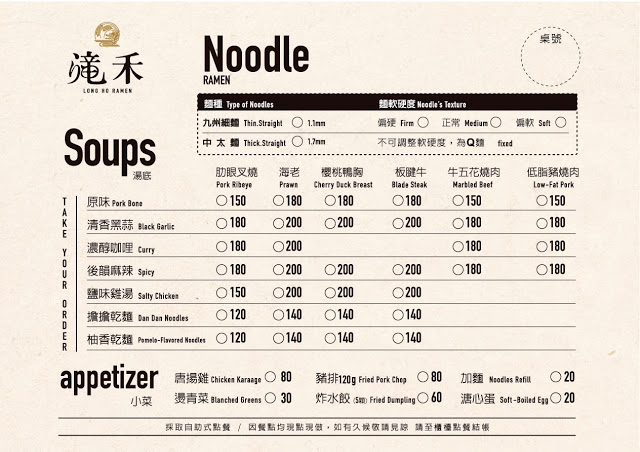 滝禾
LONG HO RAMEN
Noodle
RAMEN
桌號
麵種 Type of Noodles 麵軟硬度 Noodle's Texture
九州細麵 Thin.Straight ○ 1.1mm 偏硬 Firm ○ 正常 Medium ○ 偏軟 Soft ○
中太麵 Thick.Straight ○ 1.7mm 不可調整軟硬度，為Q麵 fixed
Soups
湯底
肋眼叉燒 海老 櫻桃鴨胸 板腱牛 牛五花燒肉 低脂豬燒肉
Pork Ribeye Prawn Cherry Duck Breast Blade Steak Marbled Beef Low-Fat Pork
TAKE YOUR ORDER
原味 Pork Bone ○150 ○180 ○180 ○180 ○150 ○150
清香黑蒜 Black Garlic ○180 ○200 ○200 ○200 ○180 ○180
濃醇咖哩 Curry ○180 ○200 ○180 ○180
後韻麻辣 Spicy ○180 ○200 ○200 ○200 ○180 ○180
鹽味雞湯 Salty Chicken ○150 ○200 ○200 ○200
擔擔乾麵 Dan Dan Noodles ○120 ○140 ○140 ○140
柚香乾麵 Pomelo-Flavored Noodles ○120 ○140 ○140 ○140
appetizer
小菜
唐揚雞 Chicken Karaage ○ 80 豬排120g Fried Pork Chop ○ 80 加麵 Noodles Refill ○ 20
燙青菜 Blanched Greens ○ 30 炸水餃 (5顆) Fried Dumpling ○ 60 溏心蛋 Soft-Boiled Egg ○ 20
採取自助式點餐 / 因餐點均現點現做，如有久候敬請見諒 請至櫃檯點餐結帳